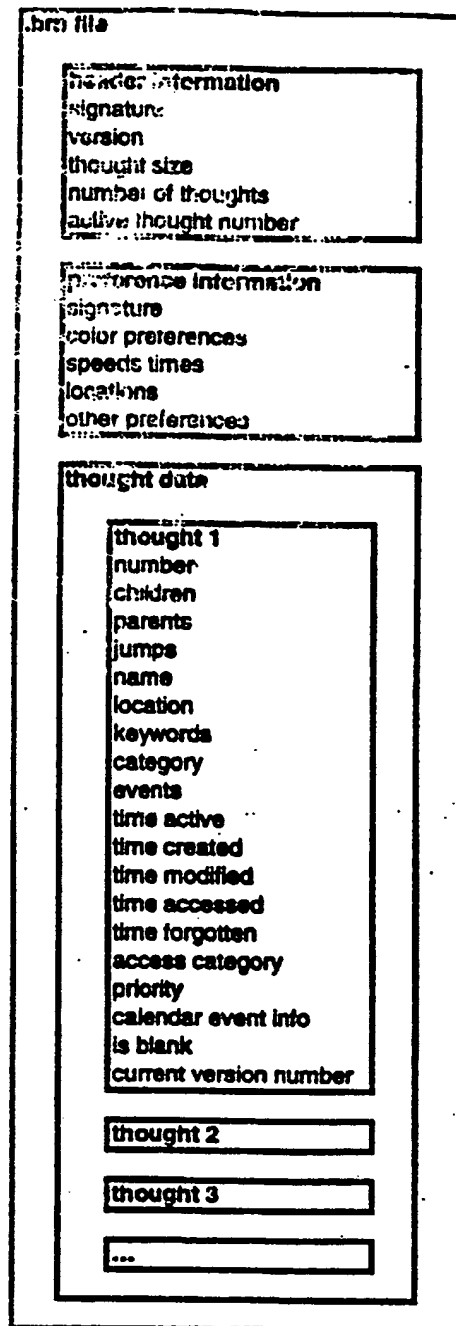 .brn file
header information
signature
version
thought size
number of thoughts
active thought number
preference information
signature
color preferences
speeds times
locations
other preferences
thought data
thought 1
number
children
parents
jumps
name
location
keywords
category
events
time active
time created
time modified
time accessed
time forgotten
access category
priority
calendar event info
is blank
current version number
thought 2
thought 3
...